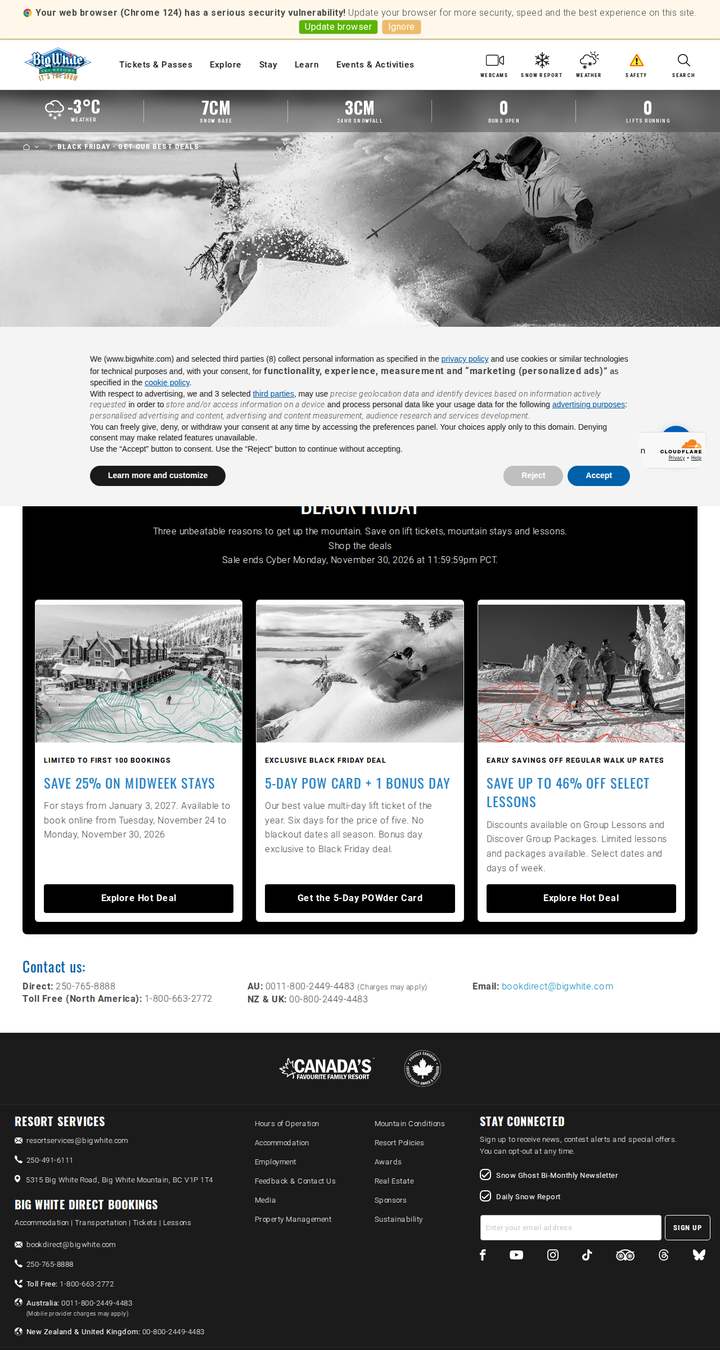 Your web browser (Chrome 124) has a serious security vulnerability! Update your browser for more security, speed and the best experience on this site.
Update browser Ignore
Big White
SKI RESORT
IT'S THE SNOW
Tickets & Passes Explore Stay Learn Events & Activities
WEBCAMS SNOW REPORT WEATHER SAFETY SEARCH
-3°C 7CM 3CM 0 0
WEATHER SNOW BASE 24HR SNOWFALL RUNS OPEN LIFTS RUNNING
BLACK FRIDAY - GET OUR BEST DEALS
We (www.bigwhite.com) and selected third parties (8) collect personal information as specified in the privacy policy and use cookies or similar technologies
for technical purposes and, with your consent, for functionality, experience, measurement and “marketing (personalized ads)” as
specified in the cookie policy.
With respect to advertising, we and 3 selected third parties, may use precise geolocation data and identify devices based on information actively
requested in order to store and/or access information on a device and process personal data like your usage data for the following advertising purposes:
personalised advertising and content, advertising and content measurement, audience research and services development.
You can freely give, deny, or withdraw your consent at any time by accessing the preferences panel. Your choices apply only to this domain. Denying
consent may make related features unavailable.
Use the “Accept” button to consent. Use the “Reject” button to continue without accepting.
Learn more and customize Reject Accept
n CLOUDFLARE
Privacy • Help
BLACK FRIDAY
Three unbeatable reasons to get up the mountain. Save on lift tickets, mountain stays and lessons.
Shop the deals
Sale ends Cyber Monday, November 30, 2026 at 11:59:59pm PCT.
LIMITED TO FIRST 100 BOOKINGS
SAVE 25% ON MIDWEEK STAYS
For stays from January 3, 2027. Available to
book online from Tuesday, November 24 to
Monday, November 30, 2026
Explore Hot Deal
EXCLUSIVE BLACK FRIDAY DEAL
5-DAY POW CARD + 1 BONUS DAY
Our best value multi-day lift ticket of the
year. Six days for the price of five. No
blackout dates all season. Bonus day
exclusive to Black Friday deal.
Get the 5-Day POWder Card
EARLY SAVINGS OFF REGULAR WALK UP RATES
SAVE UP TO 46% OFF SELECT
LESSONS
Discounts available on Group Lessons and
Discover Group Packages. Limited lessons
and packages available. Select dates and
days of week.
Explore Hot Deal
Contact us:
Direct: 250-765-8888
Toll Free (North America): 1-800-663-2772
AU: 0011-800-2449-4483 (Charges may apply)
NZ & UK: 00-800-2449-4483
Email: bookdirect@bigwhite.com
CANADA'S
FAVOURITE FAMILY RESORT
RESORT SERVICES
resortservices@bigwhite.com
250-491-6111
5315 Big White Road, Big White Mountain, BC V1P 1T4
BIG WHITE DIRECT BOOKINGS
Accommodation | Transportation | Tickets | Lessons
bookdirect@bigwhite.com
250-765-8888
Toll Free: 1-800-663-2772
Australia: 0011-800-2449-4483
(Mobile provider charges may apply)
New Zealand & United Kingdom: 00-800-2449-4483
Hours of Operation
Accommodation
Employment
Feedback & Contact Us
Media
Property Management
Mountain Conditions
Resort Policies
Awards
Real Estate
Sponsors
Sustainability
STAY CONNECTED
Sign up to receive news, contest alerts and special offers.
You can opt-out at any time.
Snow Ghost Bi-Monthly Newsletter
Daily Snow Report
Enter your email address SIGN UP